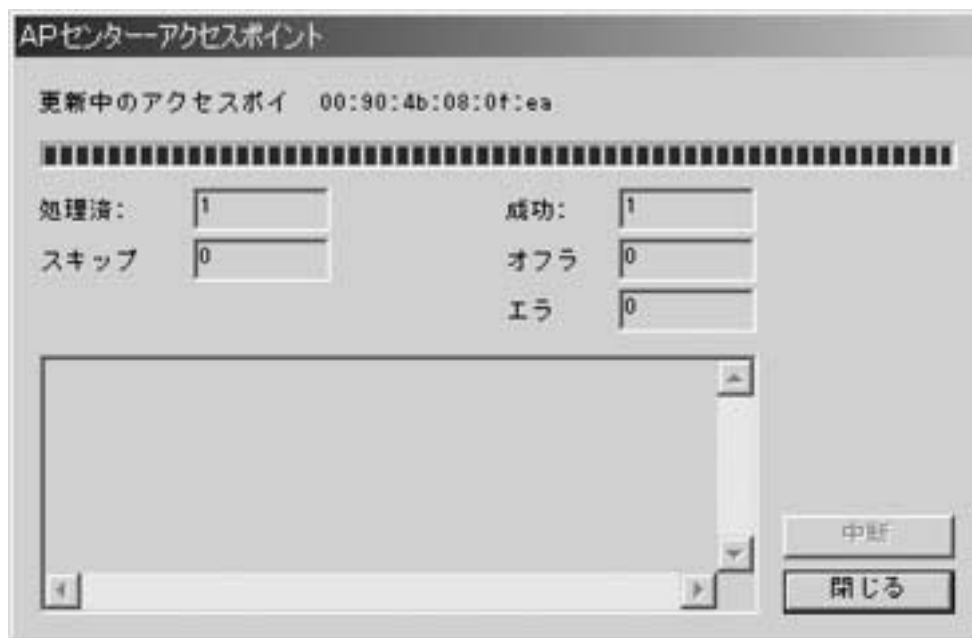 APセンター-アクセスポイント
更新中のアクセスポイ 00:90:4b:08:0f:ea
処理済: 1 成功: 1
スキップ 0 オフラ 0
エラ 0
中断
閉じる